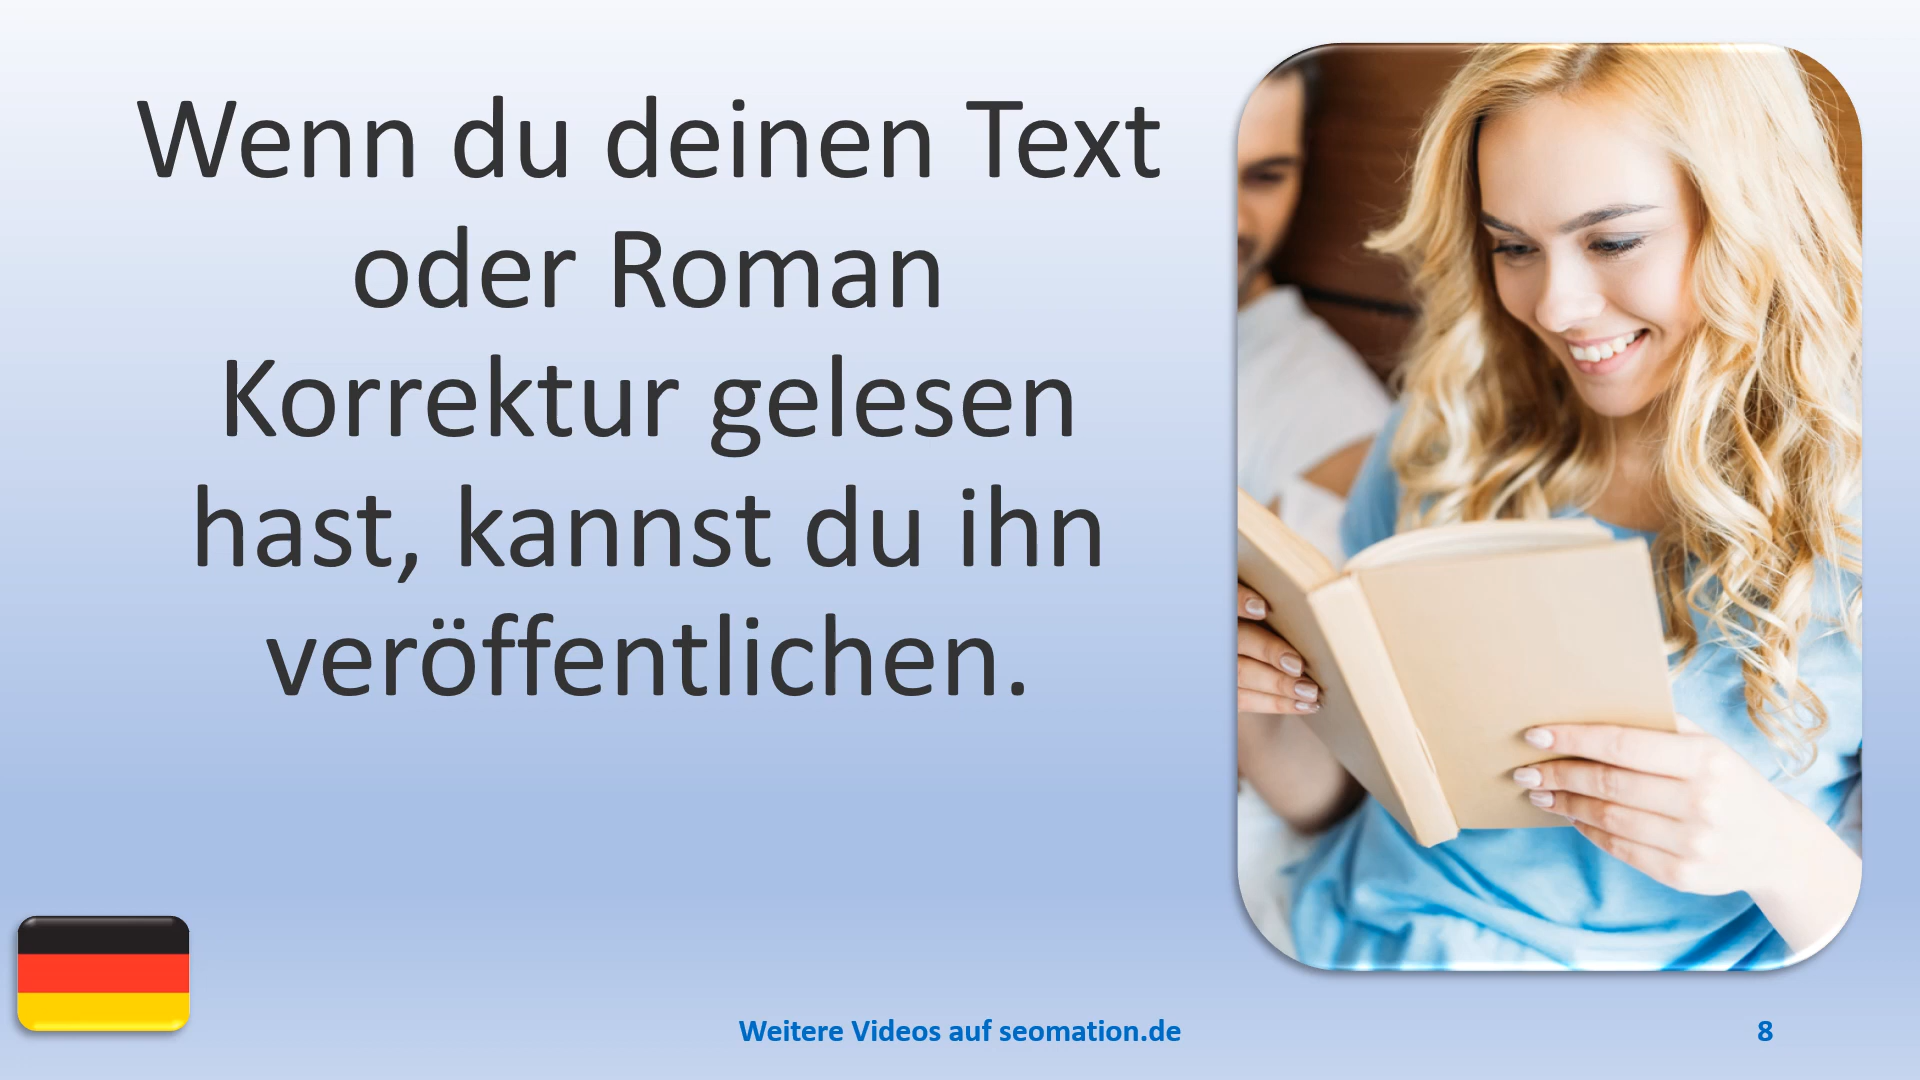 Wenn du deinen Text
oder Roman
Korrektur gelesen
hast, kannst du ihn
veröffentlichen.
Weitere Videos auf seomation.de
8